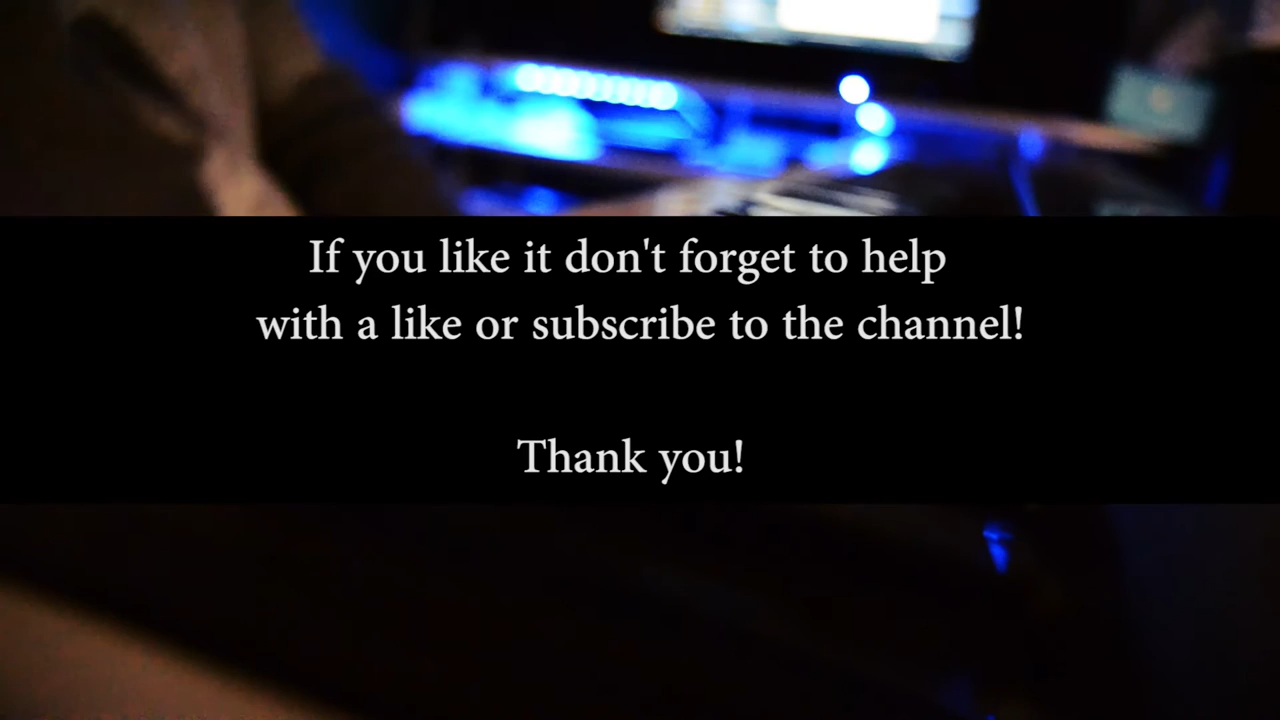 If you like it don't forget to help
with a like or subscribe to the channel!
Thank you!